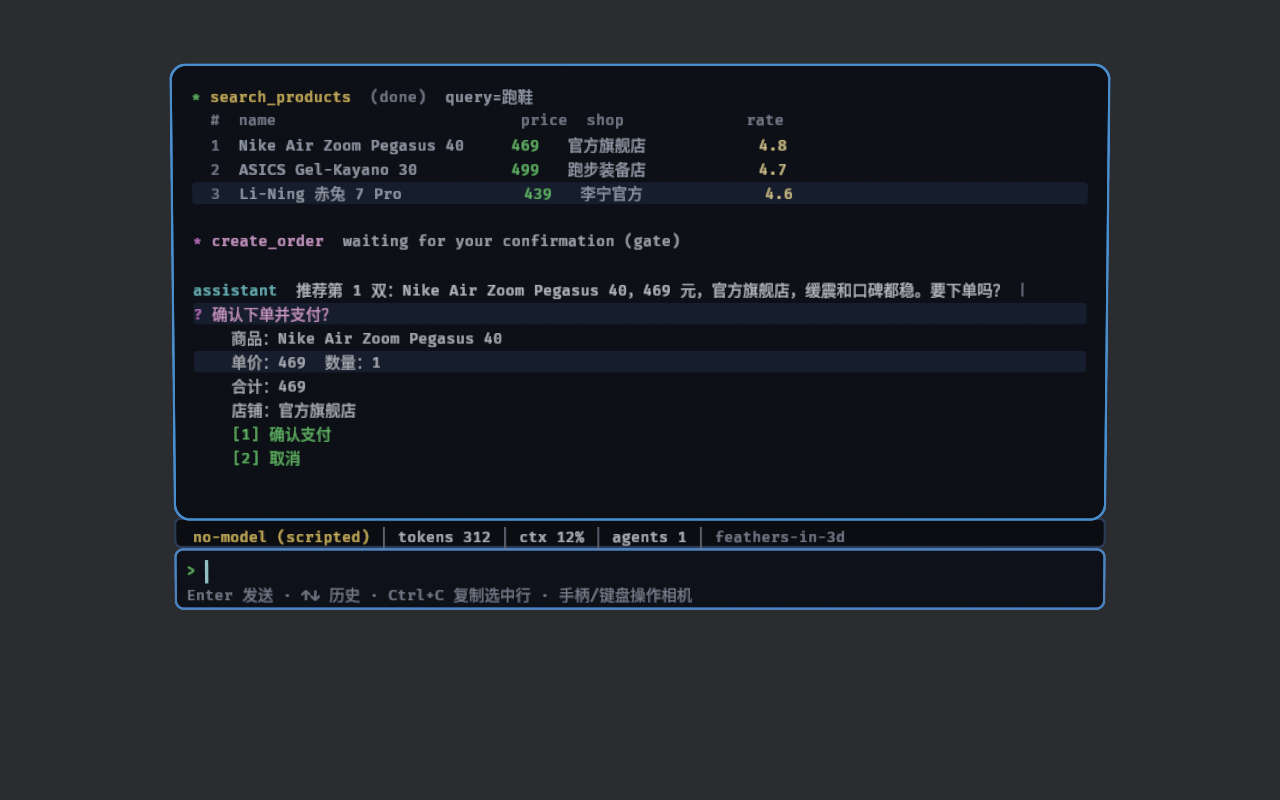 * search_products (done) query=跑鞋
# name price shop rate
1 Nike Air Zoom Pegasus 40 469 官方旗舰店 4.8
2 ASICS Gel-Kayano 30 499 跑步装备店 4.7
3 Li-Ning 赤兔 7 Pro 439 李宁官方 4.6
* create_order waiting for your confirmation (gate)
assistant 推荐第 1 双: Nike Air Zoom Pegasus 40, 469 元, 官方旗舰店, 缓震和口碑都稳。要下单吗? |
? 确认下单并支付?
商品: Nike Air Zoom Pegasus 40
单价: 469 数量: 1
合计: 469
店铺: 官方旗舰店
[1] 确认支付
[2] 取消
no-model (scripted) │ tokens 312 │ ctx 12% │ agents 1 │ feathers-in-3d
>
Enter 发送 · ↑↓ 历史 · Ctrl+C 复制选中行 · 手柄/键盘操作相机